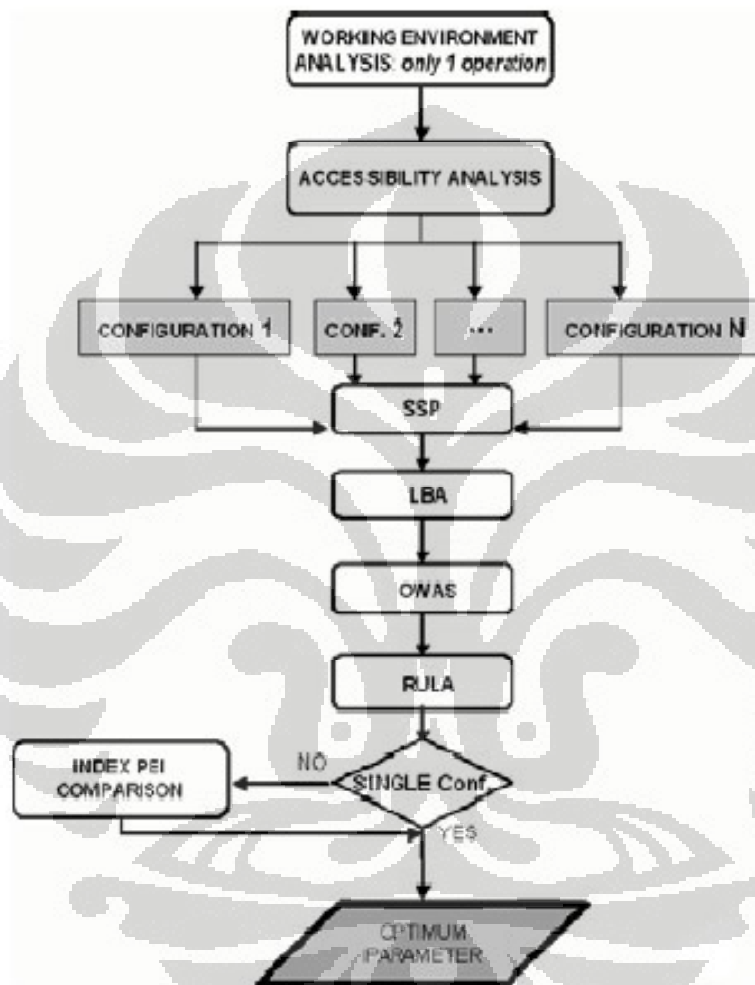 WORKING ENVIRONMENT
ANALYSIS: only 1 operation
ACCESSIBILITY ANALYSIS
CONFIGURATION 1
CONF. 2
...
CONFIGURATION N
SSP
LBA
OWAS
RULA
SINGLE Conf.
NO
INDEX PEI
COMPARISON
YES
OPTIMUM
PARAMETER